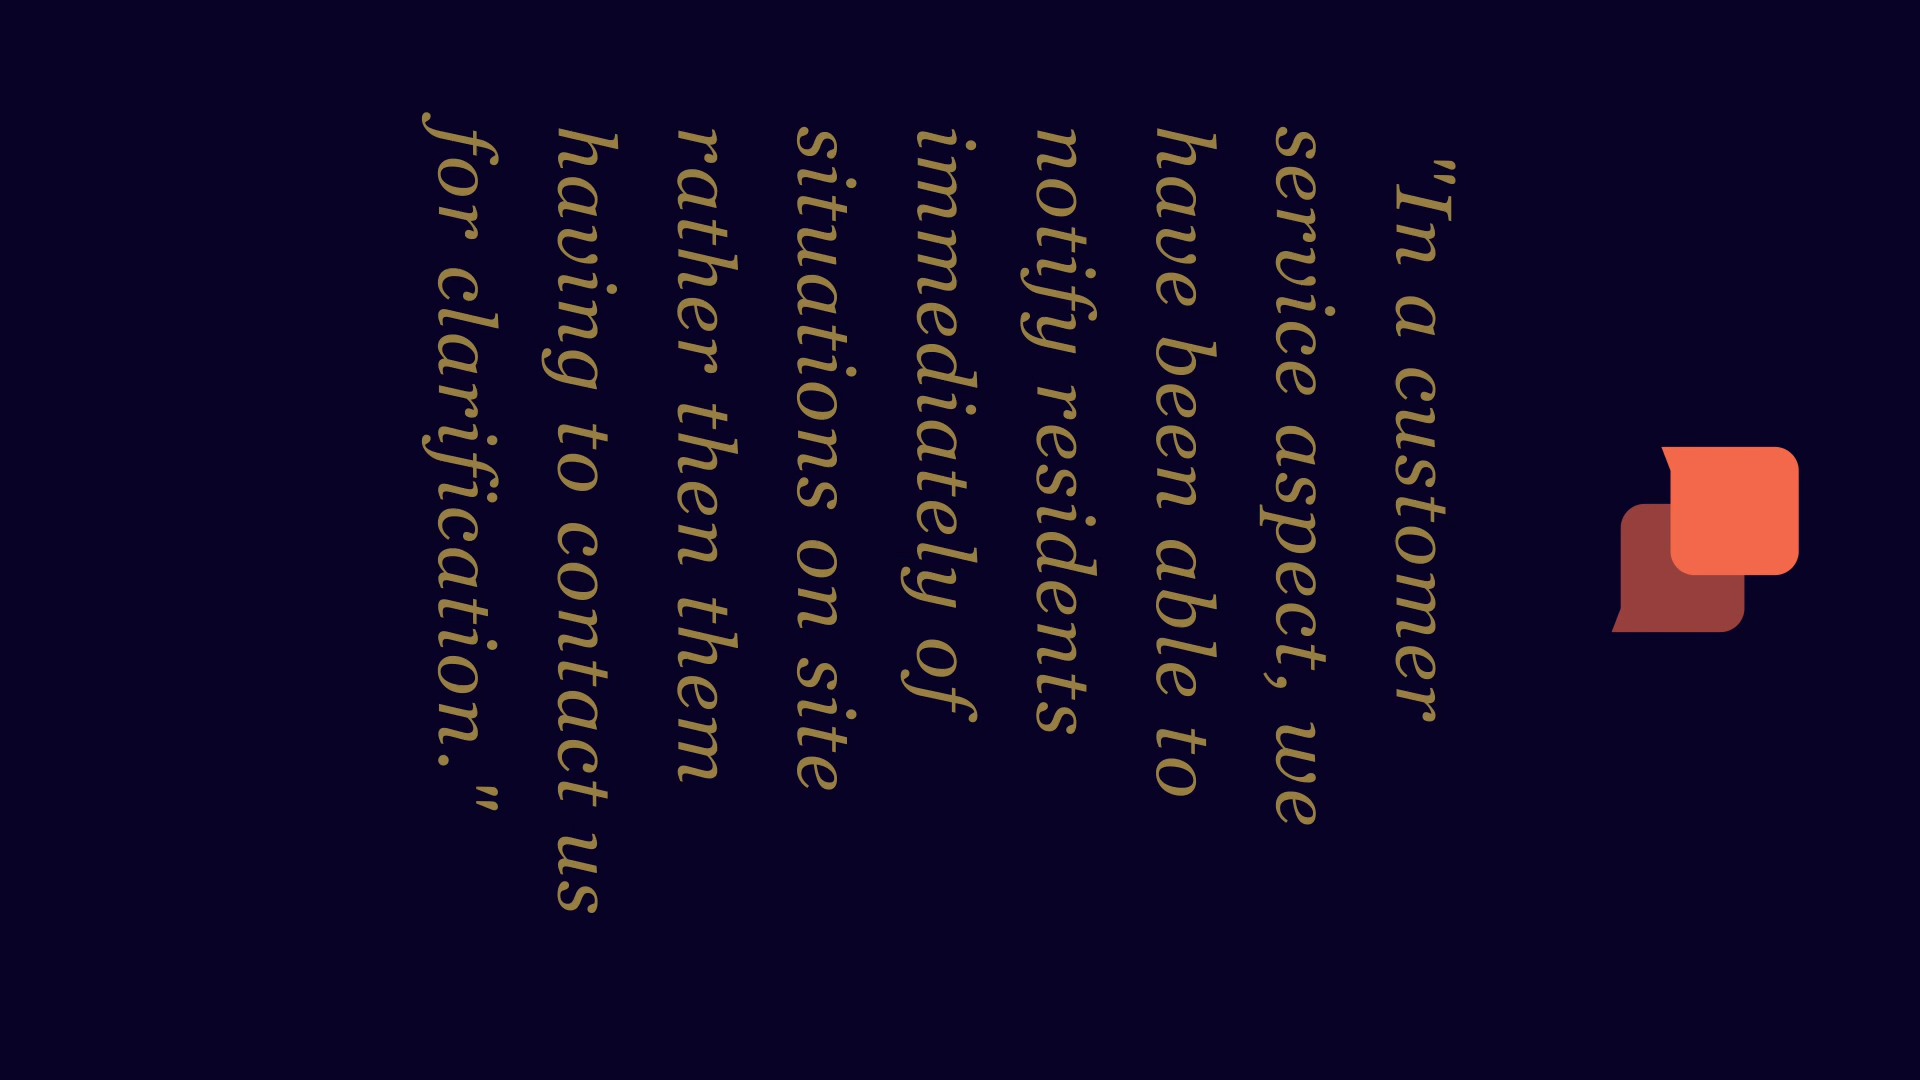 "In a customer
service aspect, we
have been able to
notify residents
immediately of
situations on site
rather then them
having to contact us
for clarification."